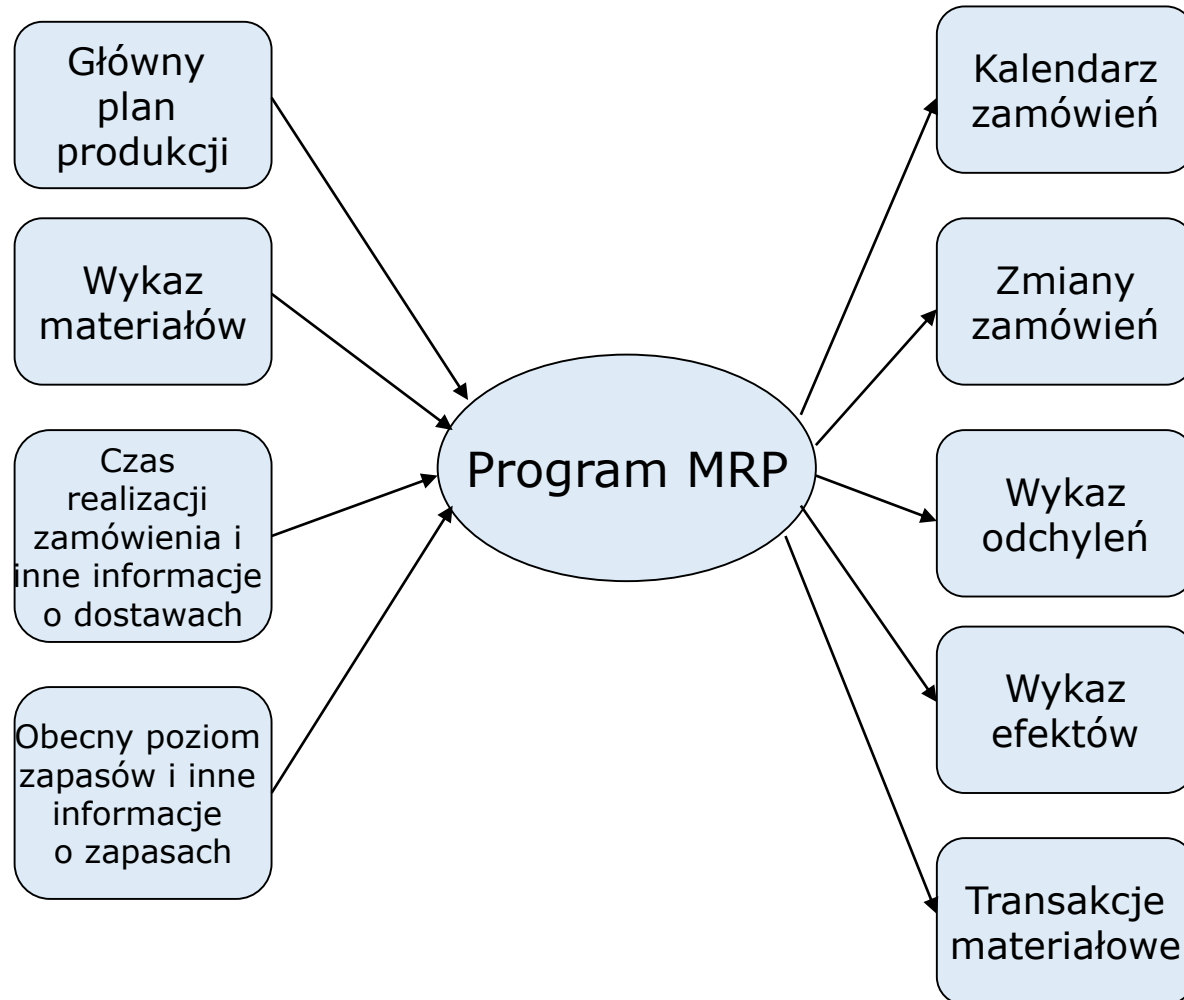 Główny
plan
produkcji
Wykaz
materiałów
Czas
realizacji
zamówienia i
inne informacje
o dostawach
Obecny poziom
zapasów i inne
informacje
o zapasach
Program MRP
Kalendarz
zamówień
Zmiany
zamówień
Wykaz
odchyleń
Wykaz
efektów
Transakcje
materiałowe